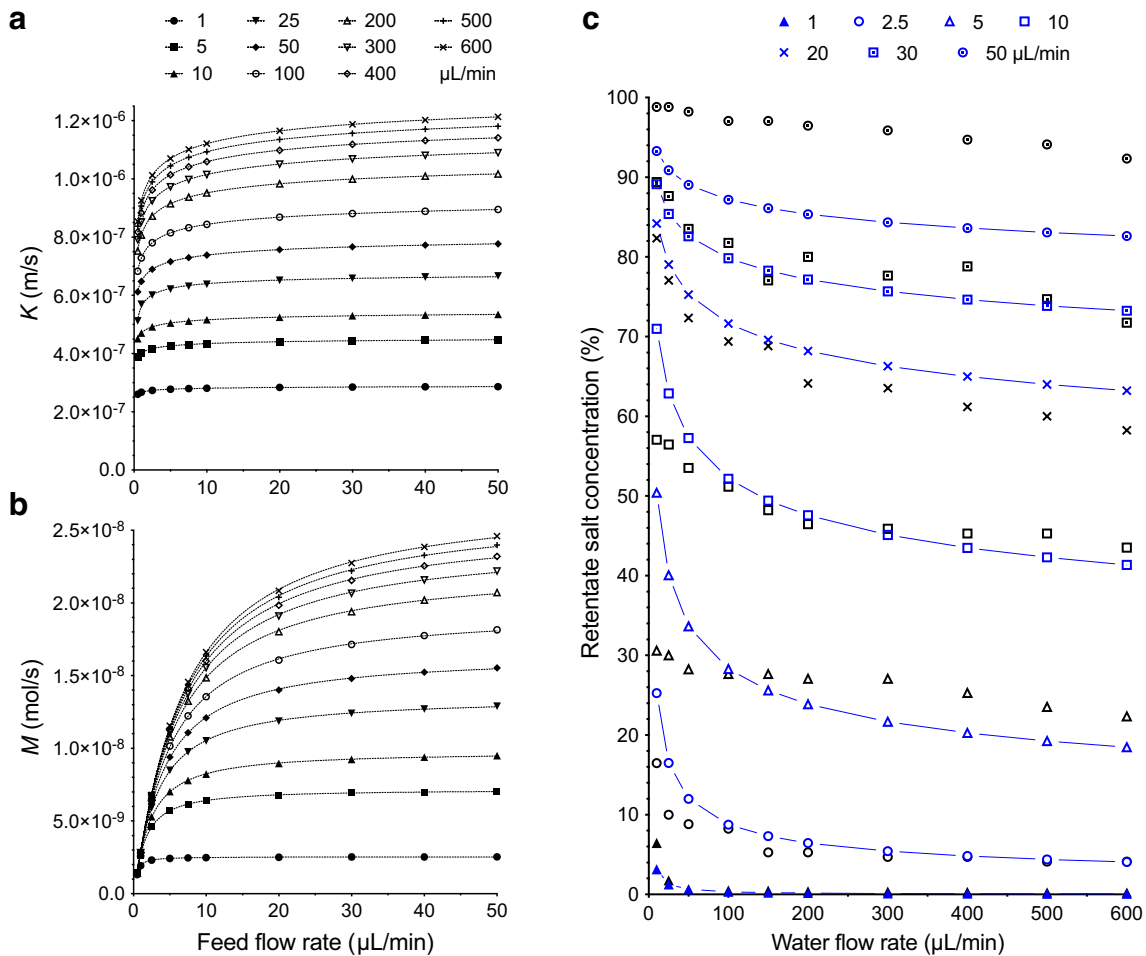 a
1 25 200 500
5 50 300 600
10 100 400 µL/min
K (m/s)
1.2×10⁻⁶
1.0×10⁻⁶
8.0×10⁻⁷
6.0×10⁻⁷
4.0×10⁻⁷
2.0×10⁻⁷
0.0
0 10 20 30 40 50
b
M (mol/s)
2.5×10⁻⁸
2.0×10⁻⁸
1.5×10⁻⁸
1.0×10⁻⁸
5.0×10⁻⁹
0.0
0 10 20 30 40 50
Feed flow rate (µL/min)
c
1 2.5 5 10
20 30 50 µL/min
Retentate salt concentration (%)
100
90
80
70
60
50
40
30
20
10
0
0 100 200 300 400 500 600
Water flow rate (µL/min)